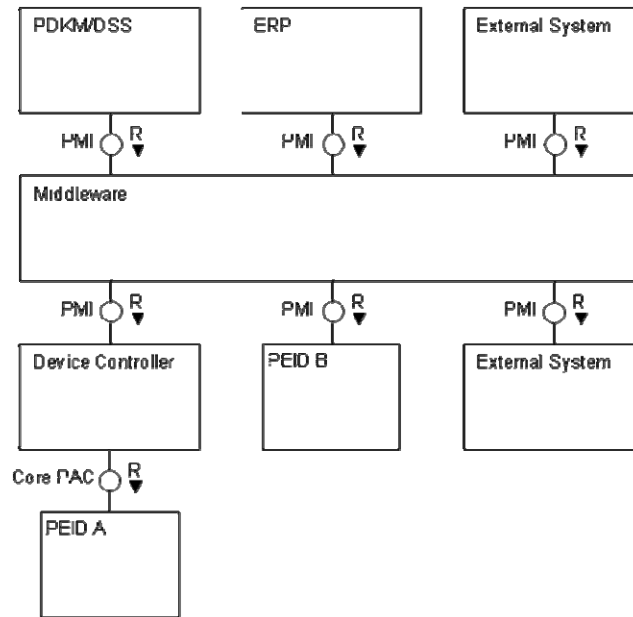 PDKM/DSS
ERP
External System
PMI
R
PMI
R
PMI
R
Middleware
PMI
R
PMI
R
PMI
R
Device Controller
PEID B
External System
Core PAC
R
PEID A